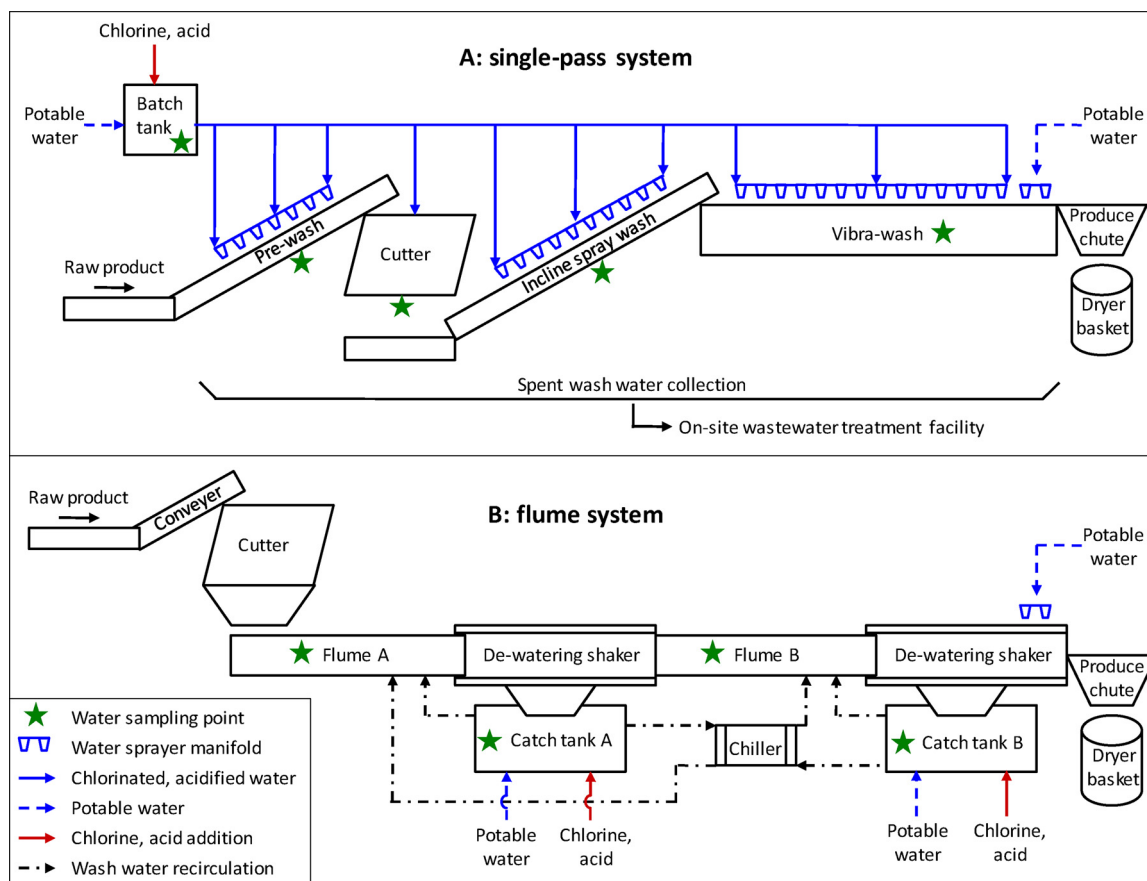 Chlorine, acid
A: single-pass system
Batch
tank
Potable
water
Potable
water
Pre-wash
Cutter
Incline spray wash
Vibra-wash
Produce
chute
Raw product
Dryer
basket
Spent wash water collection
On-site wastewater treatment facility
Raw product
Conveyer
B: flume system
Cutter
Potable
water
Flume A
De-watering shaker
Flume B
De-watering shaker
Produce
chute
Catch tank A
Chiller
Catch tank B
Dryer
basket
Potable
water
Chlorine,
acid
Potable
water
Chlorine,
acid
Water sampling point
Water sprayer manifold
Chlorinated, acidified water
Potable water
Chlorine, acid addition
Wash water recirculation